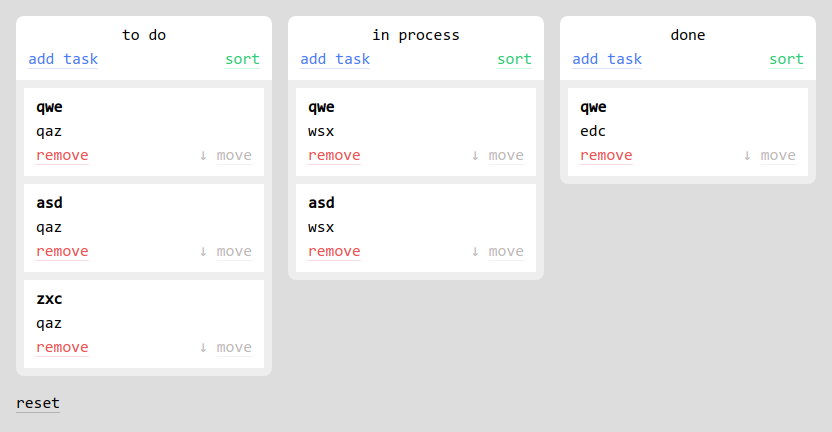 to do
add task sort
qwe
qaz
remove ↓ move
asd
qaz
remove ↓ move
zxc
qaz
remove ↓ move
in process
add task sort
qwe
wsx
remove ↓ move
asd
wsx
remove ↓ move
done
add task sort
qwe
edc
remove ↓ move
reset